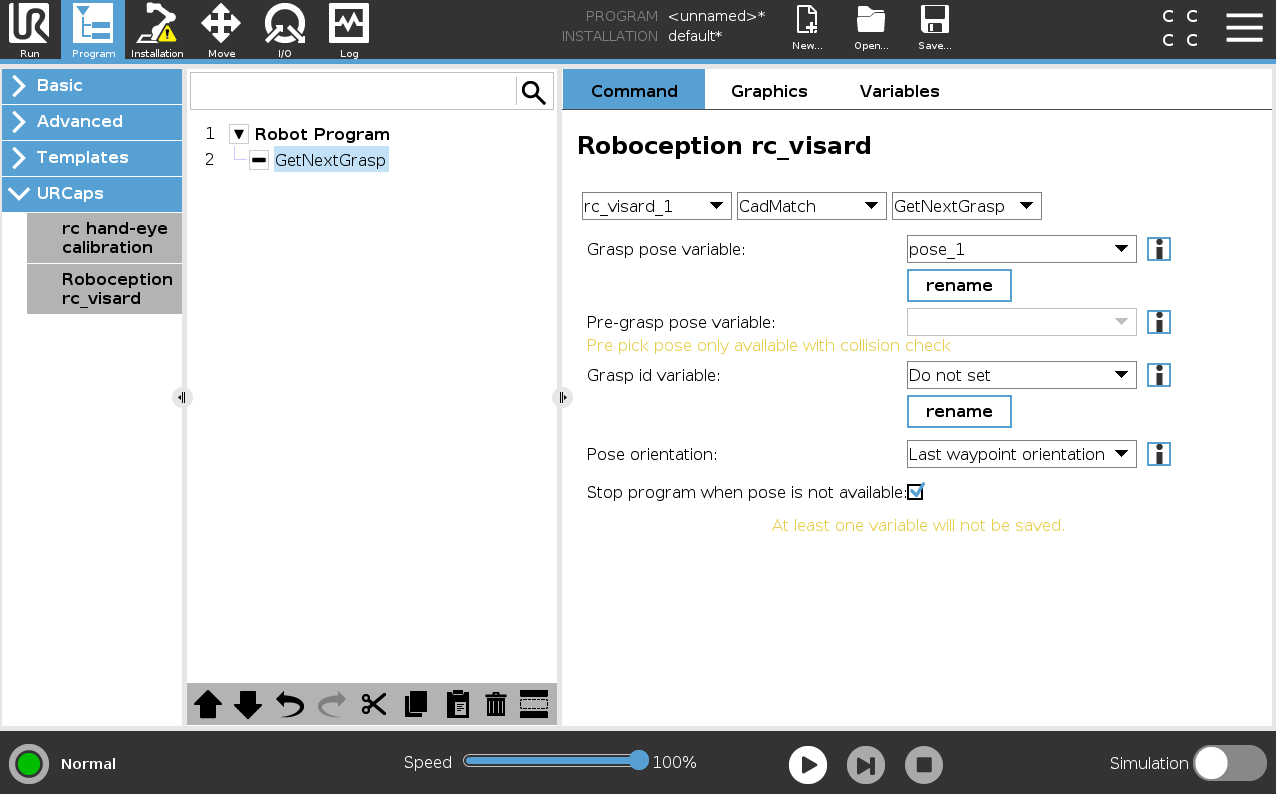 PROGRAM <unnamed>*
INSTALLATION default*
C C
C C
Run Program Installation Move I/O Log New... Open... Save...
Basic
Advanced
Templates
URCaps
rc hand-eye
calibration
Roboception
rc_visard
1 Robot Program
2 GetNextGrasp
Command Graphics Variables
Roboception rc_visard
rc_visard_1 CadMatch GetNextGrasp
Grasp pose variable: pose_1
rename
Pre-grasp pose variable:
Pre pick pose only available with collision check
Grasp id variable: Do not set
rename
Pose orientation: Last waypoint orientation
Stop program when pose is not available:
At least one variable will not be saved.
Normal Speed 100% Simulation